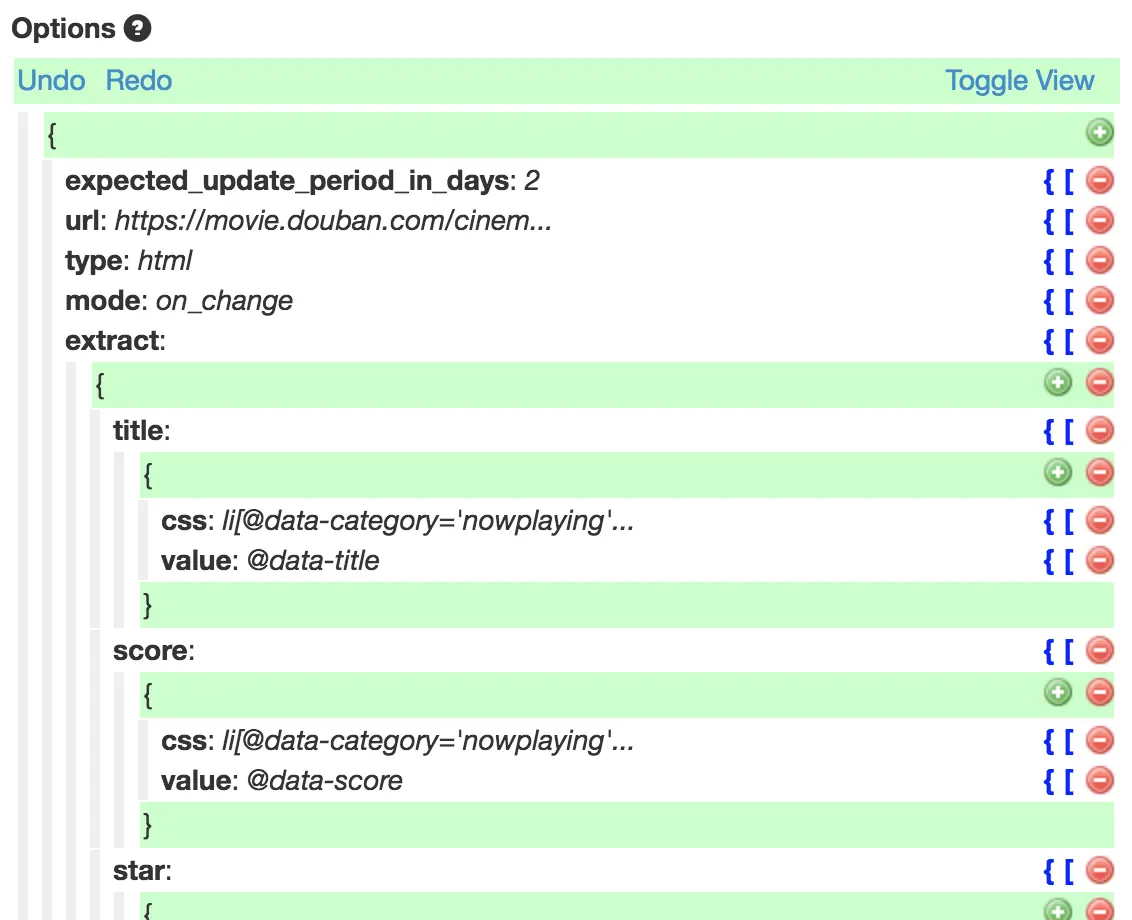 Options ?
Undo Redo Toggle View
{
expected_update_period_in_days: 2 { [
url: https://movie.douban.com/cinem... { [
type: html { [
mode: on_change { [
extract: { [
{
title: { [
{
css: li[@data-category='nowplaying'... { [
value: @data-title { [
}
score: { [
{
css: li[@data-category='nowplaying'... { [
value: @data-score { [
}
star: { [
{